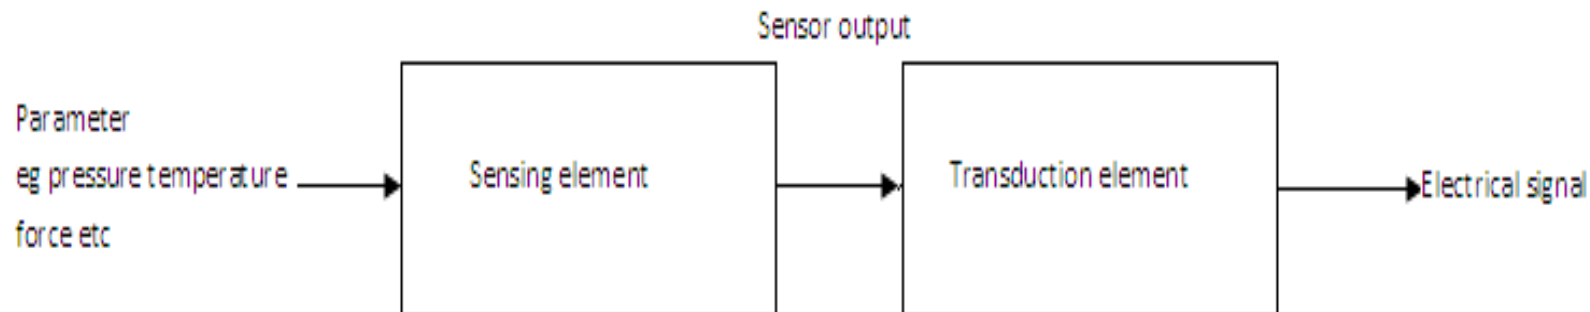 Sensor output
Parameter
eg pressure temperature
force etc
Sensing element
Transduction element
Electrical signal